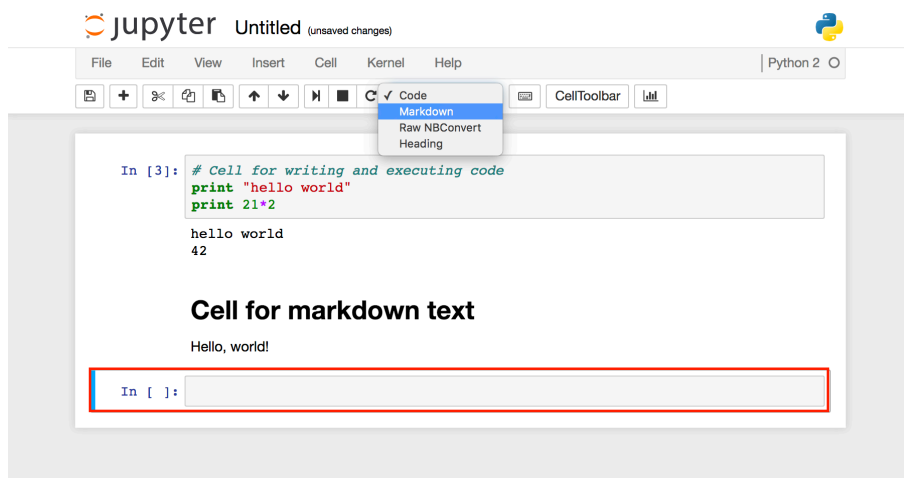 jupyter Untitled (unsaved changes)
File Edit View Insert Cell Kernel Help Python 2
✓ Code CellToolbar
Markdown
Raw NBConvert
Heading
In [3]: # Cell for writing and executing code
print "hello world"
print 21*2
hello world
42
Cell for markdown text
Hello, world!
In [ ]: